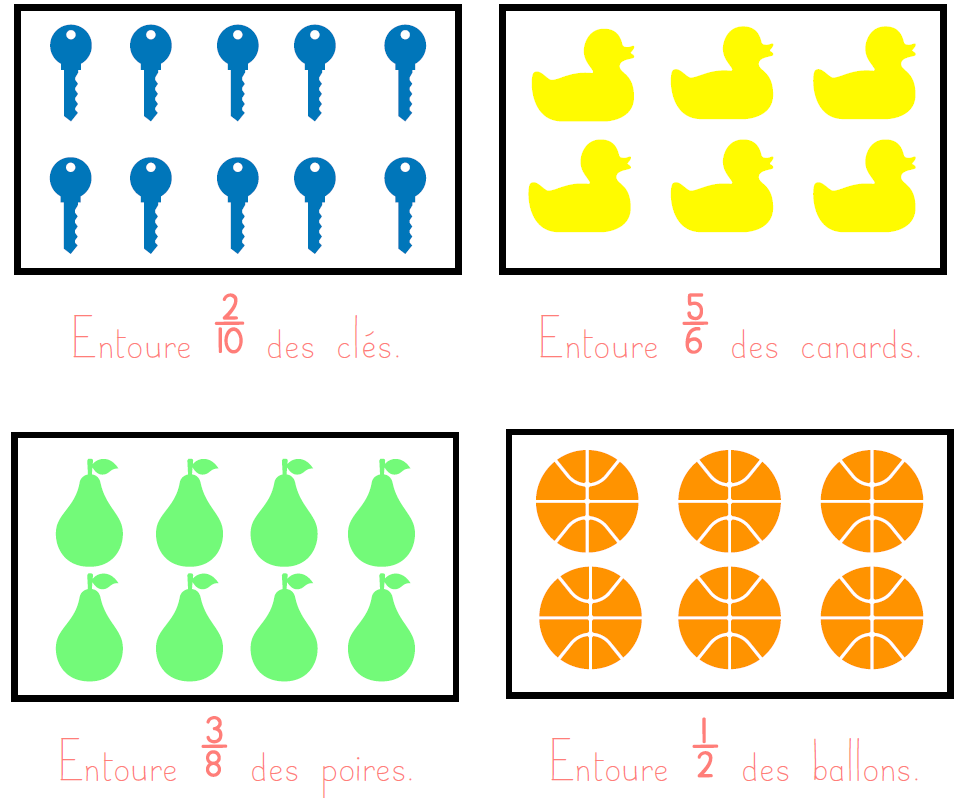 Entoure 2/10 des clés.
Entoure 5/6 des canards.
Entoure 3/8 des poires.
Entoure 1/2 des ballons.